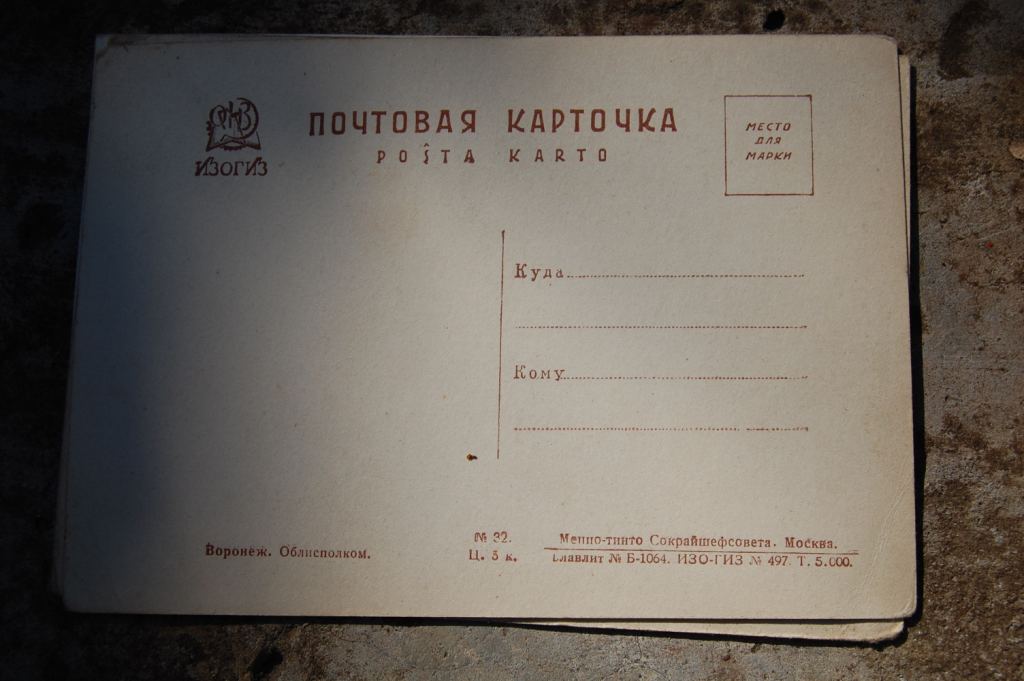 ИЗОГИЗ
ПОЧТОВАЯ КАРТОЧКА
POŜTA KARTO
МЕСТО
ДЛЯ
МАРКИ
Куда
Кому
Воронеж. Облисполком.
№ 32.
Ц. 5 к.
Меццо-тинто Сокрайшефсовета. Москва.
Главлит № Б-1064. ИЗО-ГИЗ № 497. Т. 5.000.